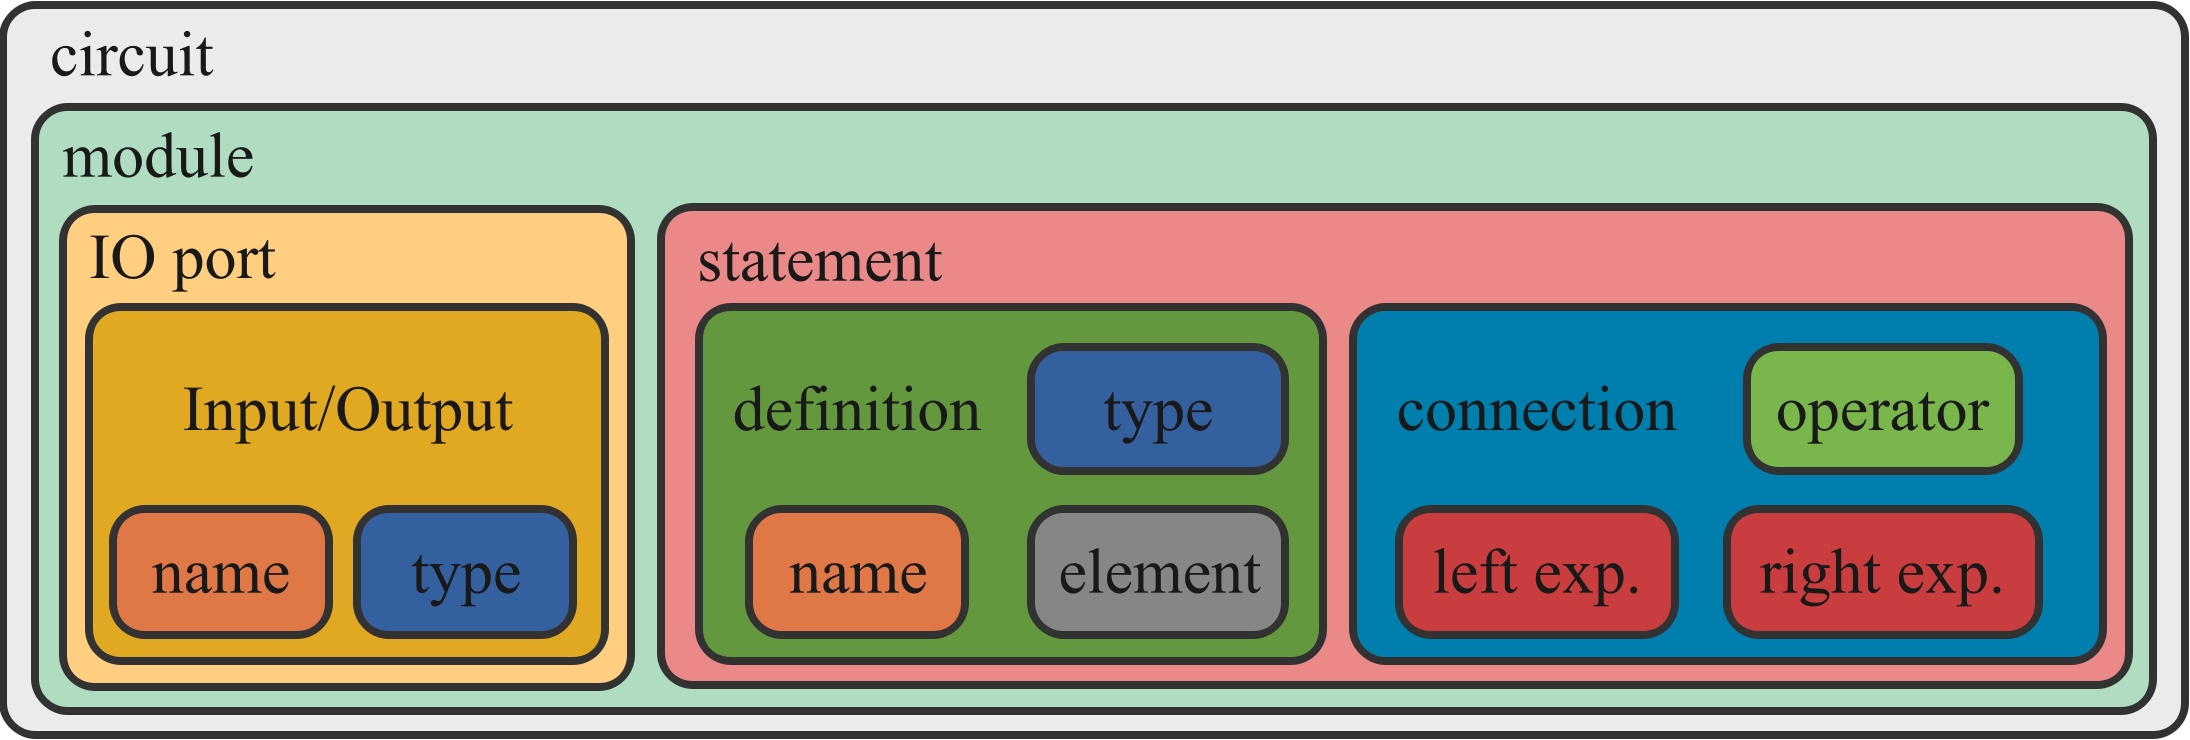 circuit
module
IO port
Input/Output
name
type
statement
definition
type
name
element
connection
operator
left exp.
right exp.